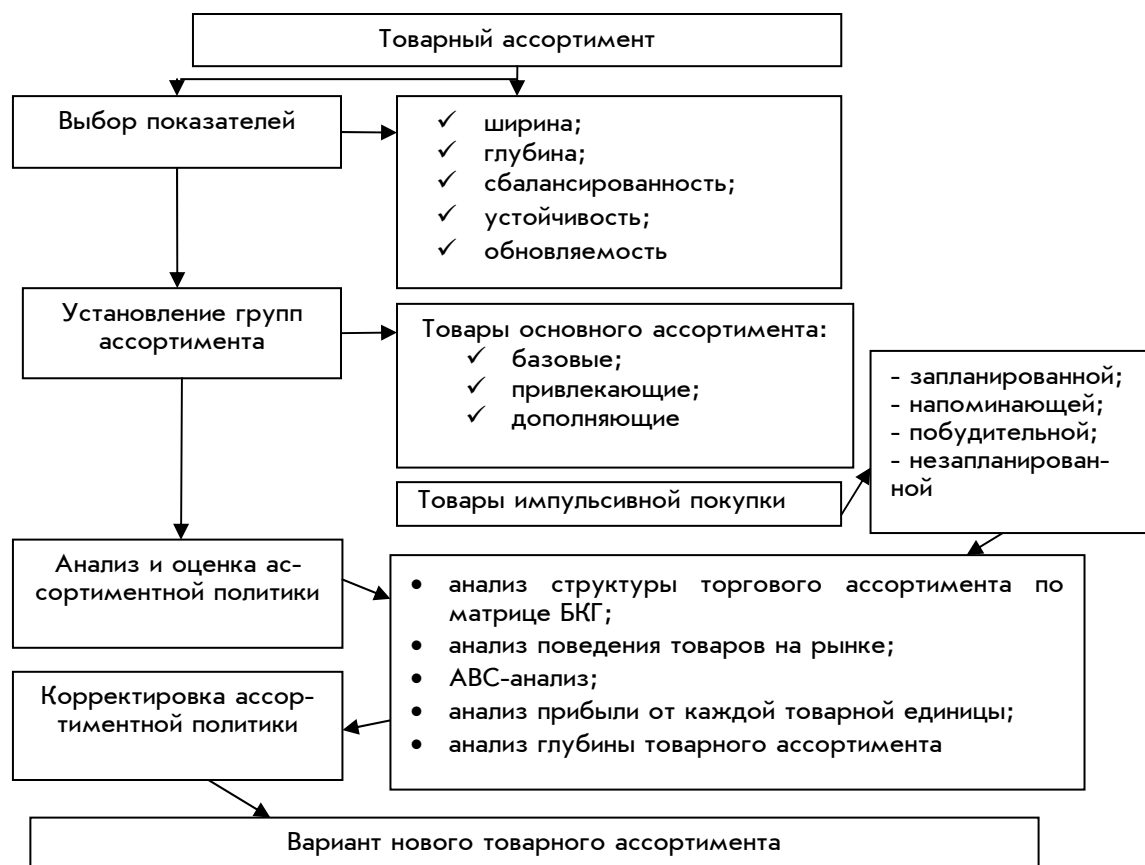 Товарный ассортимент
Выбор показателей
✓ ширина;
✓ глубина;
✓ сбалансированность;
✓ устойчивость;
✓ обновляемость
Установление групп
ассортимента
Товары основного ассортимента:
✓ базовые;
✓ привлекающие;
✓ дополняющие
- запланированной;
- напоминающей;
- побудительной;
- незапланирован-
ной
Товары импульсивной покупки
Анализ и оценка ас-
сортиментной политики
• анализ структуры торгового ассортимента по
матрице БКГ;
• анализ поведения товаров на рынке;
• АВС-анализ;
• анализ прибыли от каждой товарной единицы;
• анализ глубины товарного ассортимента
Корректировка ассор-
тиментной политики
Вариант нового товарного ассортимента